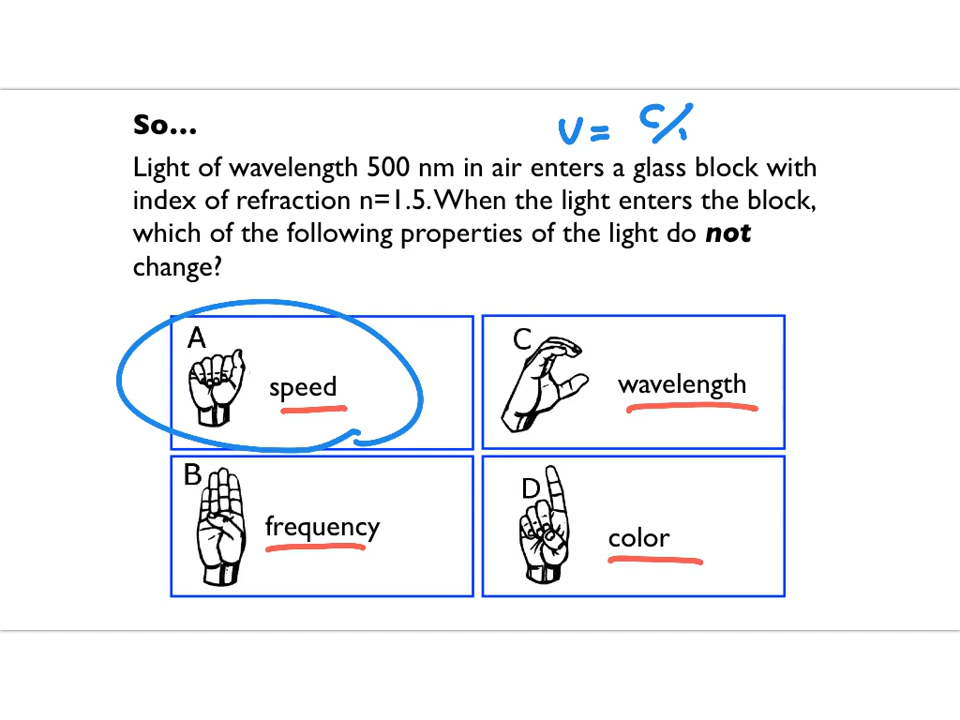 So...
v = c/
Light of wavelength 500 nm in air enters a glass block with
index of refraction n=1.5. When the light enters the block,
which of the following properties of the light do not
change?
A
speed
C
wavelength
B
frequency
D
color